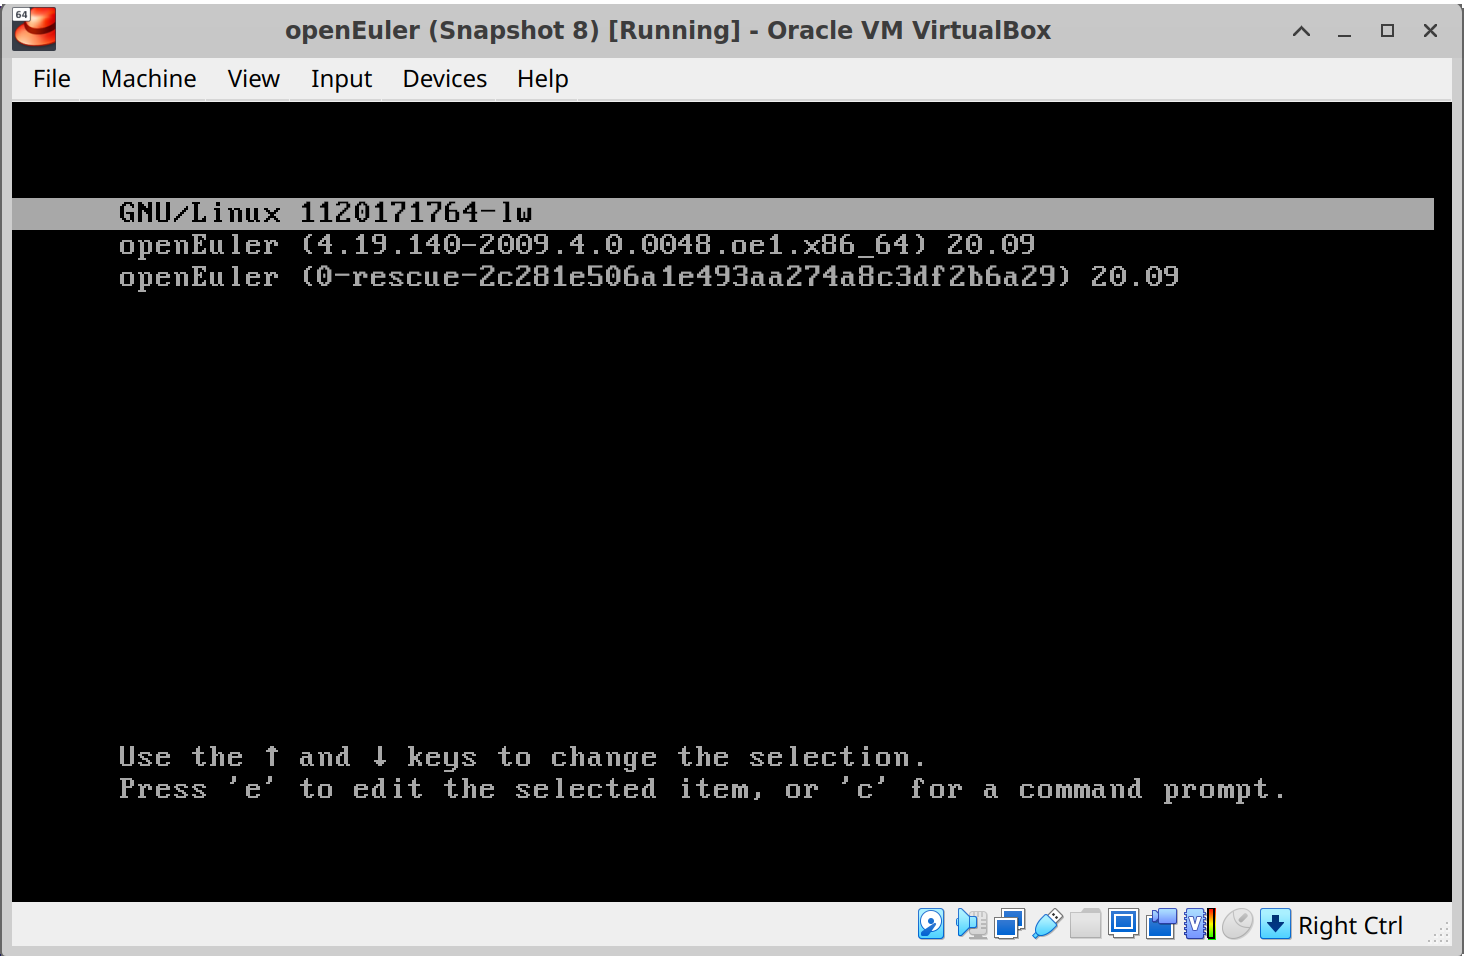 64
openEuler (Snapshot 8) [Running] - Oracle VM VirtualBox
File Machine View Input Devices Help
GNU/Linux 1120171764-lw
openEuler (4.19.140-2009.4.0.0048.oe1.x86_64) 20.09
openEuler (0-rescue-2c281e506a1e493aa274a8c3df2b6a29) 20.09
Use the ↑ and ↓ keys to change the selection.
Press 'e' to edit the selected item, or 'c' for a command prompt.
V
Right Ctrl